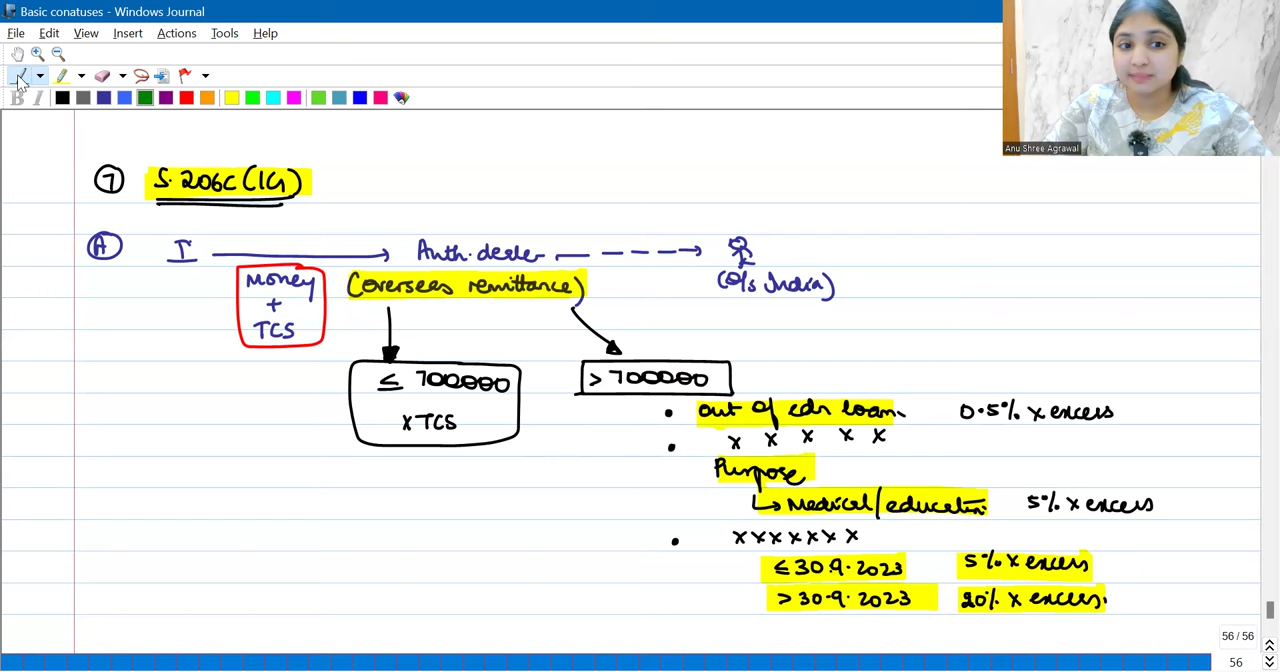 Basic conatuses - Windows Journal
File Edit View Insert Actions Tools Help
B I
Anu Shree Agrawal
7 S.206C(1G)
A I Auth. dealer
Money (overseas remittance) (O/s India)
+
TCS
≤ 700000 > 700000
x TCS
• Out of edn loan. 0.5% x excess
• x x x x x
Purpose
↳ Medical/education 5% x excess
• x x x x x x x
≤ 30.9.2023 5% x excess
> 30.9.2023 20% x excess.
56 / 56
56